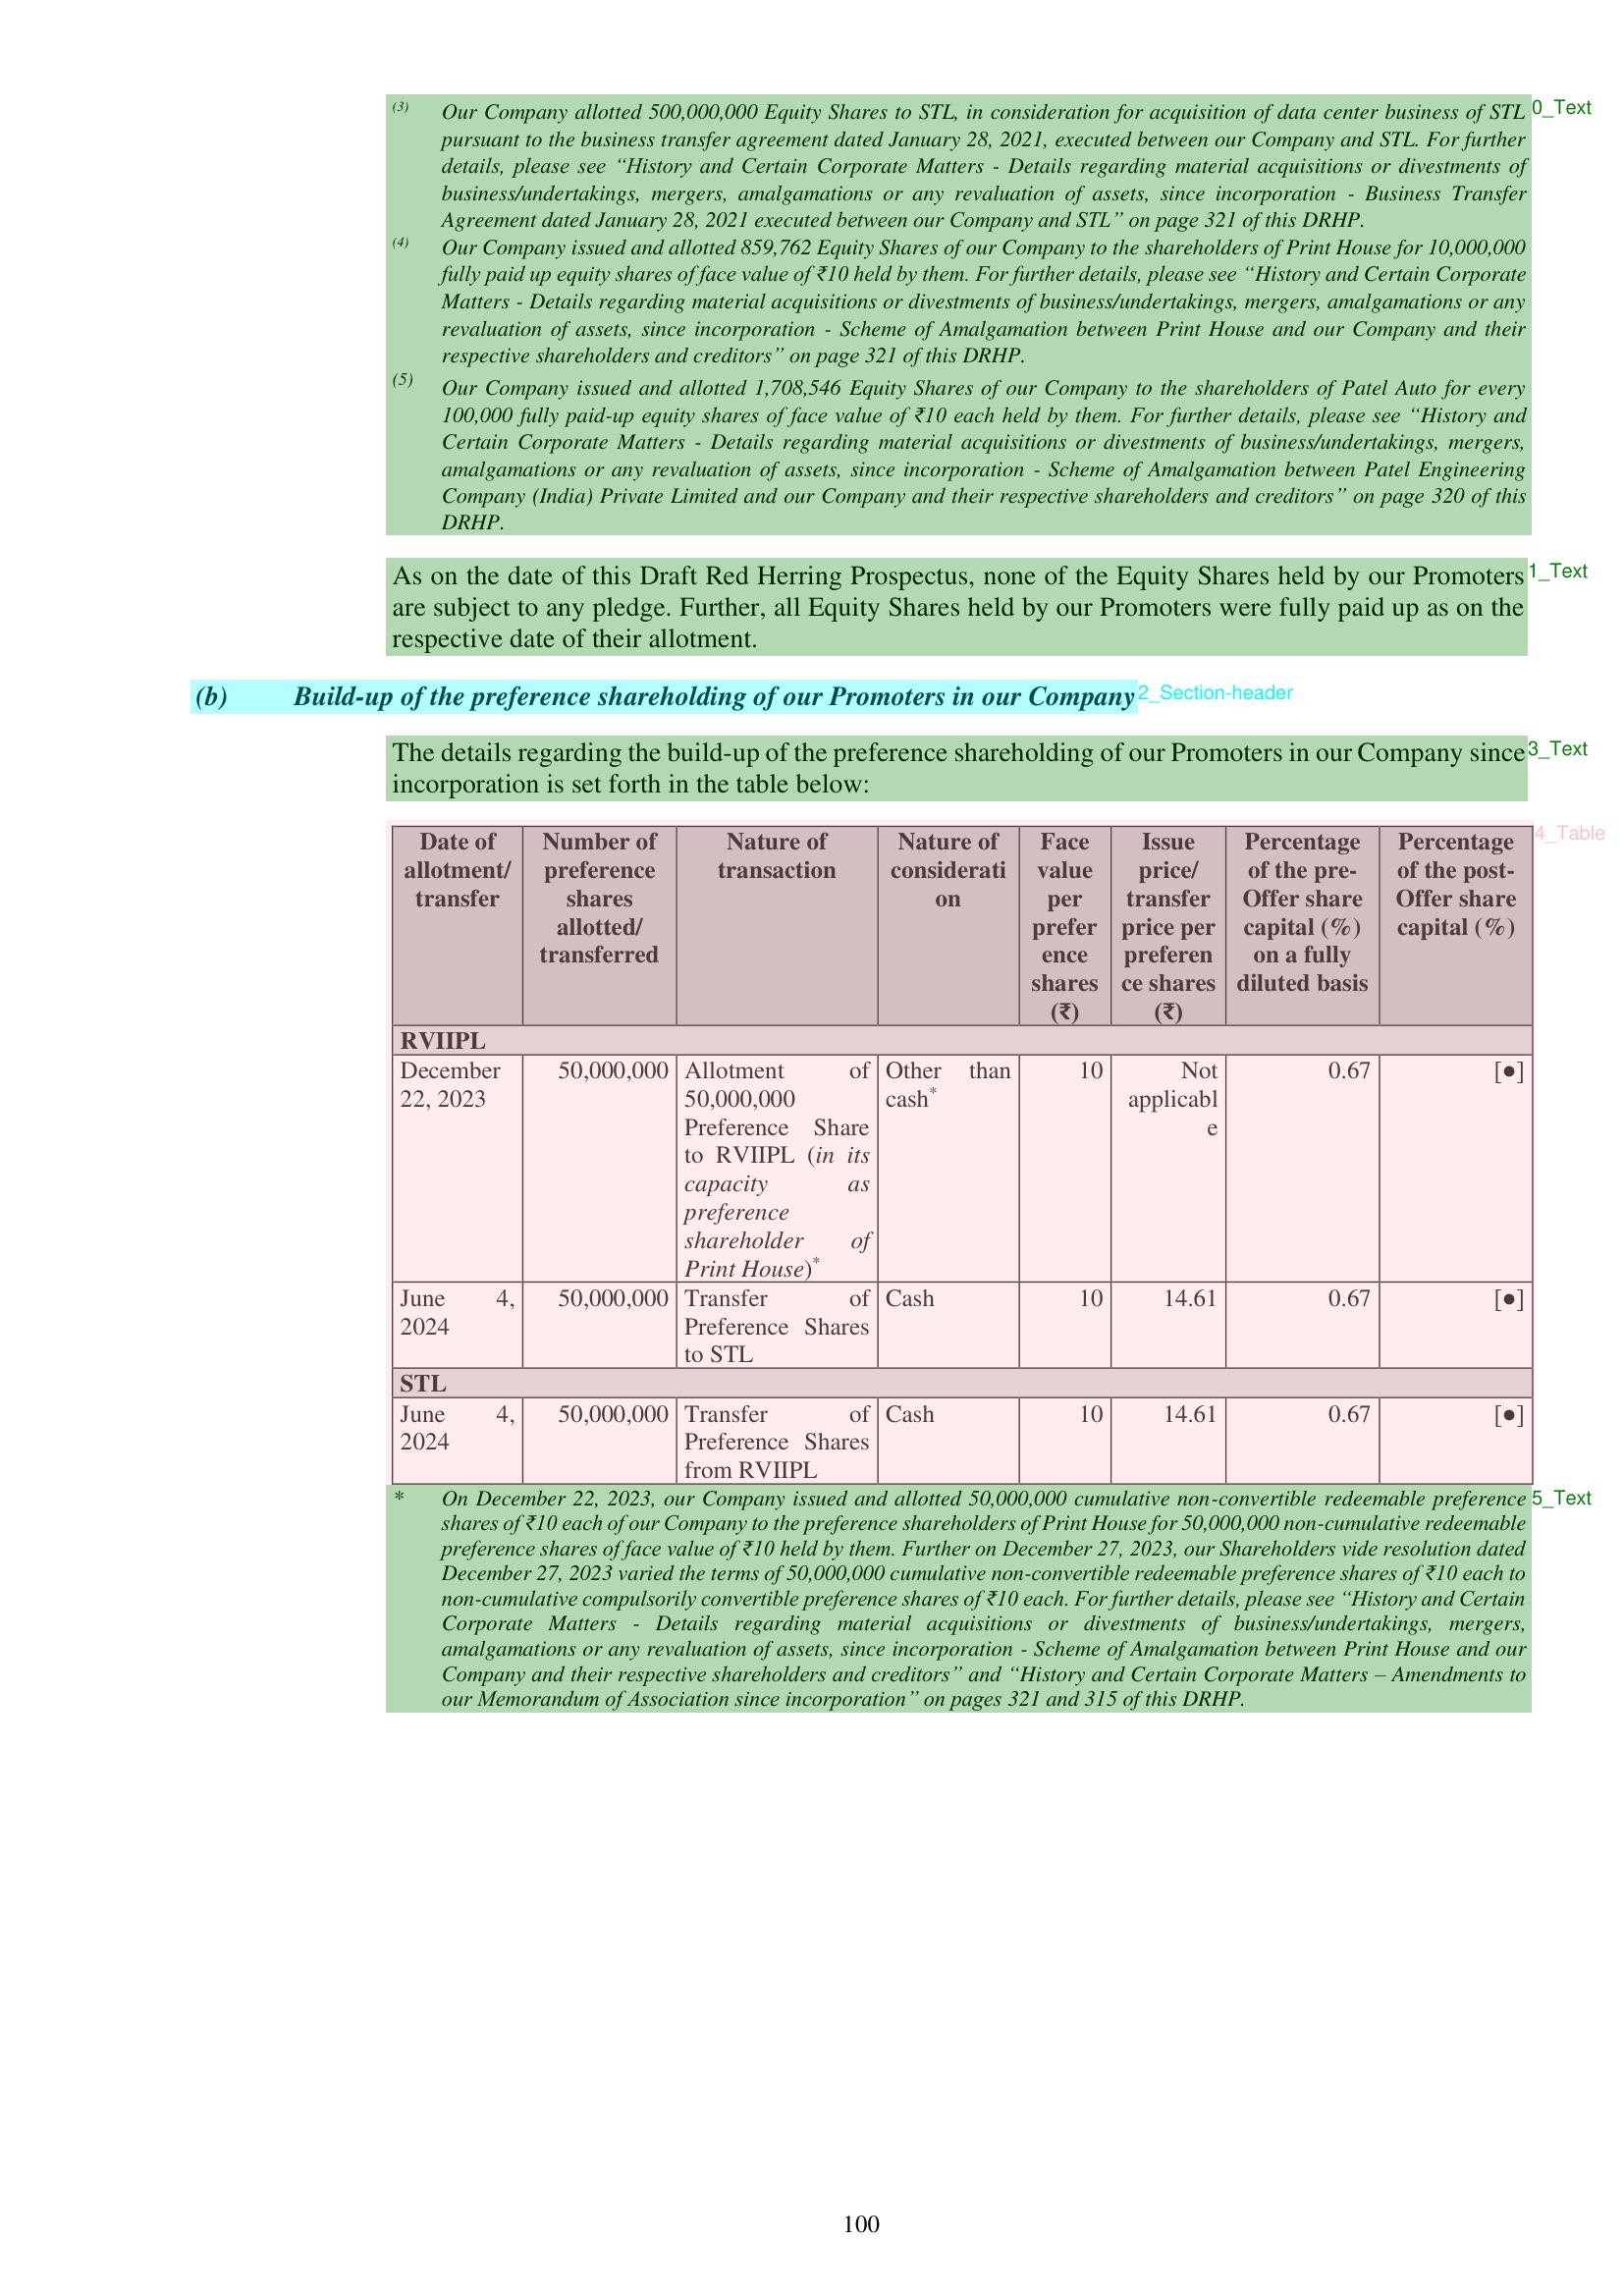 (3) Our Company allotted 500,000,000 Equity Shares to STL, in consideration for acquisition of data center business of STL 0_Text
pursuant to the business transfer agreement dated January 28, 2021, executed between our Company and STL. For further
details, please see “History and Certain Corporate Matters - Details regarding material acquisitions or divestments of
business/undertakings, mergers, amalgamations or any revaluation of assets, since incorporation - Business Transfer
Agreement dated January 28, 2021 executed between our Company and STL” on page 321 of this DRHP.
(4) Our Company issued and allotted 859,762 Equity Shares of our Company to the shareholders of Print House for 10,000,000
fully paid up equity shares of face value of ₹10 held by them. For further details, please see “History and Certain Corporate
Matters - Details regarding material acquisitions or divestments of business/undertakings, mergers, amalgamations or any
revaluation of assets, since incorporation - Scheme of Amalgamation between Print House and our Company and their
respective shareholders and creditors” on page 321 of this DRHP.
(5) Our Company issued and allotted 1,708,546 Equity Shares of our Company to the shareholders of Patel Auto for every
100,000 fully paid-up equity shares of face value of ₹10 each held by them. For further details, please see “History and
Certain Corporate Matters - Details regarding material acquisitions or divestments of business/undertakings, mergers,
amalgamations or any revaluation of assets, since incorporation - Scheme of Amalgamation between Patel Engineering
Company (India) Private Limited and our Company and their respective shareholders and creditors” on page 320 of this
DRHP.
As on the date of this Draft Red Herring Prospectus, none of the Equity Shares held by our Promoters 1_Text
are subject to any pledge. Further, all Equity Shares held by our Promoters were fully paid up as on the
respective date of their allotment.
(b) Build-up of the preference shareholding of our Promoters in our Company 2_Section-header
The details regarding the build-up of the preference shareholding of our Promoters in our Company since 3_Text
incorporation is set forth in the table below:
4_Table
Date of
allotment/
transfer
Number of
preference
shares
allotted/
transferred
Nature of
transaction
Nature of
considerati
on
Face
value
per
prefer
ence
shares
(₹)
Issue
price/
transfer
price per
preferen
ce shares
(₹)
Percentage
of the pre-
Offer share
capital (%)
on a fully
diluted basis
Percentage
of the post-
Offer share
capital (%)
RVIIPL
December
22, 2023
50,000,000
Allotment of
50,000,000
Preference Share
to RVIIPL (in its
capacity as
preference
shareholder of
Print House)*
Other than
cash*
10
Not
applicabl
e
0.67
[●]
June 4,
2024
50,000,000
Transfer of
Preference Shares
to STL
Cash
10
14.61
0.67
[●]
STL
June 4,
2024
50,000,000
Transfer of
Preference Shares
from RVIIPL
Cash
10
14.61
0.67
[●]
* On December 22, 2023, our Company issued and allotted 50,000,000 cumulative non-convertible redeemable preference 5_Text
shares of ₹10 each of our Company to the preference shareholders of Print House for 50,000,000 non-cumulative redeemable
preference shares of face value of ₹10 held by them. Further on December 27, 2023, our Shareholders vide resolution dated
December 27, 2023 varied the terms of 50,000,000 cumulative non-convertible redeemable preference shares of ₹10 each to
non-cumulative compulsorily convertible preference shares of ₹10 each. For further details, please see “History and Certain
Corporate Matters - Details regarding material acquisitions or divestments of business/undertakings, mergers,
amalgamations or any revaluation of assets, since incorporation - Scheme of Amalgamation between Print House and our
Company and their respective shareholders and creditors” and “History and Certain Corporate Matters – Amendments to
our Memorandum of Association since incorporation” on pages 321 and 315 of this DRHP.
100